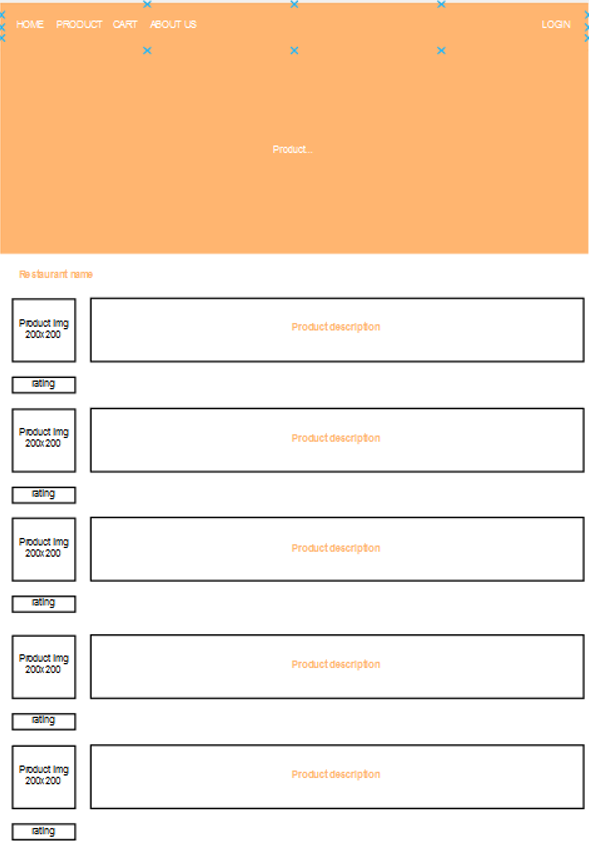 HOME PRODUCT CART ABOUT US LOGIN
Product...
Restaurant name
Product Img
200x200
Product description
rating
Product Img
200x200
Product description
rating
Product Img
200x200
Product description
rating
Product Img
200x200
Product description
rating
Product Img
200x200
Product description
rating